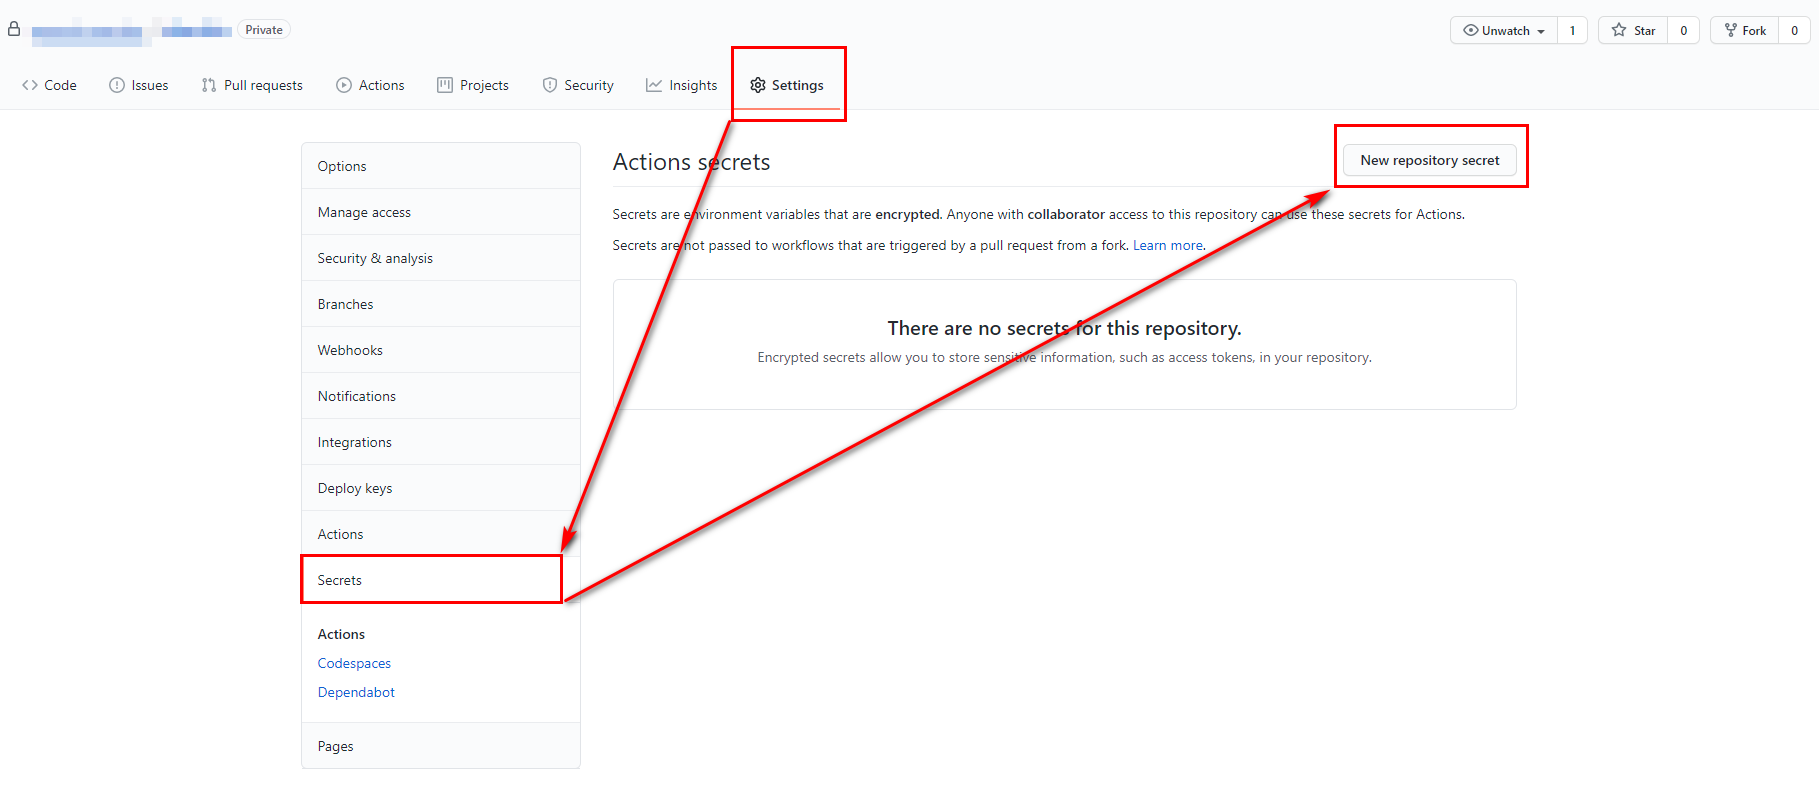 Private
Unwatch 1 Star 0 Fork 0
Code Issues Pull requests Actions Projects Security Insights Settings
Options
Manage access
Security & analysis
Branches
Webhooks
Notifications
Integrations
Deploy keys
Actions
Secrets
Actions
Codespaces
Dependabot
Pages
Actions secrets
New repository secret
Secrets are environment variables that are encrypted. Anyone with collaborator access to this repository can use these secrets for Actions.
Secrets are not passed to workflows that are triggered by a pull request from a fork. Learn more.
There are no secrets for this repository.
Encrypted secrets allow you to store sensitive information, such as access tokens, in your repository.